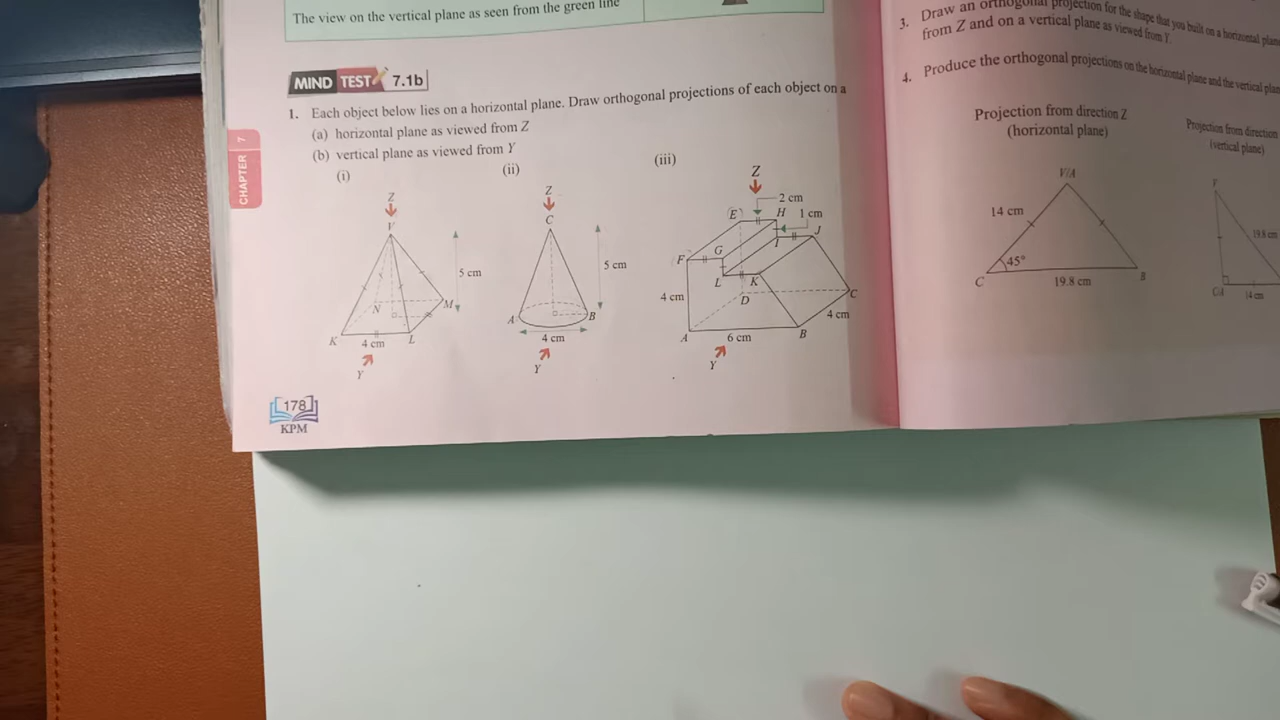 The view on the vertical plane as seen from the green line
MIND TEST 7.1b
1. Each object below lies on a horizontal plane. Draw orthogonal projections of each object on a
(a) horizontal plane as viewed from Z
(b) vertical plane as viewed from Y
(i)
Z
V
5 cm
N
M
K
4 cm
L
Y
(ii)
Z
C
5 cm
A
B
4 cm
Y
(iii)
Z
2 cm
E
H
1 cm
J
F
G
I
L
K
4 cm
D
C
4 cm
A
6 cm
B
Y
178
KPM
CHAPTER 7
3. Draw an orthogonal projection for the shape that you built on a horizontal plane
from Z and on a vertical plane as viewed from Y.
4. Produce the orthogonal projections on the horizontal plane and the vertical plan
Projection from direction Z
(horizontal plane)
V/A
14 cm
45°
C
19.8 cm
B
Projection from direction
(vertical plane)
V
19.8 cm
C/A
14 cm